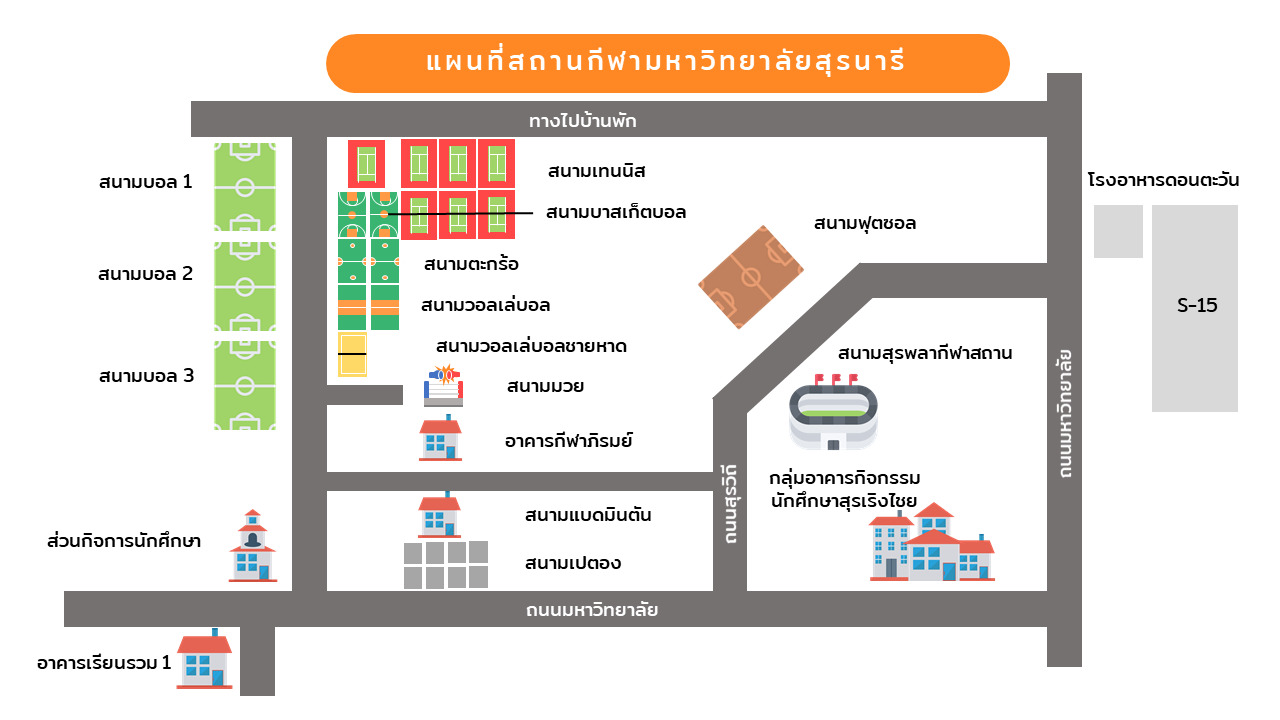 แผนที่สถานกีฬามหาวิทยาลัยสุรนารี
ทางไปบ้านพัก
สนามบอล 1
สนามเทนนิส
โรงอาหารดอนตะวัน
สนามบาสเก็ตบอล
สนามฟุตซอล
สนามตะกร้อ
สนามบอล 2
สนามวอลเล่บอล
S-15
สนามวอลเล่บอลชายหาด
สนามสุรพลากีฬาสถาน
สนามบอล 3
สนามมวย
ถนนมหาวิทยาลัย
อาคารกีฬาภิรมย์
กลุ่มอาคารกิจกรรม
นักศึกษาสุรเริงไชย
ถนนสุรวิถี
สนามแบดมินตัน
ส่วนกิจการนักศึกษา
สนามเปตอง
ถนนมหาวิทยาลัย
อาคารเรียนรวม 1